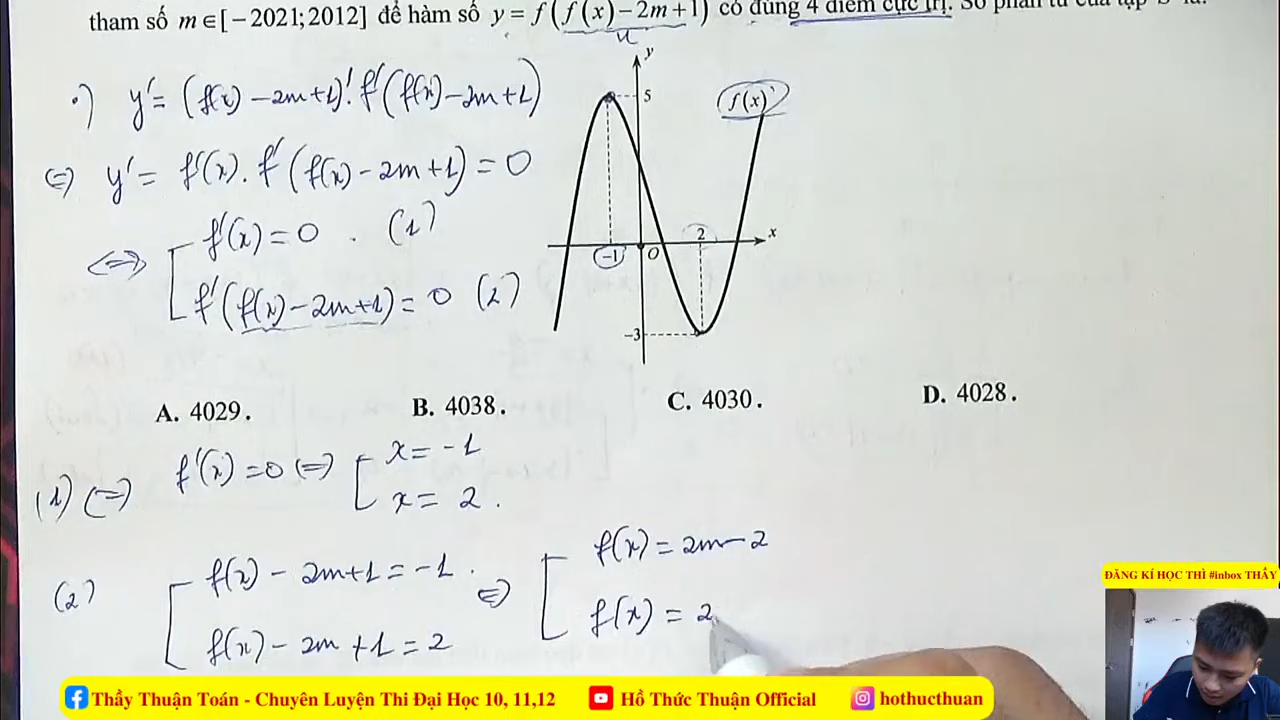 tham số m ∈ [−2021; 2012] để hàm số y = f(f(x) − 2m + 1) có đúng 4 điểm cực trị. Số phần tử của tập S là:
u
•) y' = (f(x) − 2m + 1)'. f'(f(x) − 2m + 1)
⇔ y' = f'(x). f'(f(x) − 2m + 1) = 0
⇔ [ f'(x) = 0 . (1)
f'(f(x) − 2m + 1) = 0 (2)
y
5
f(x)
2
x
−1
O
−3
A. 4029.
B. 4038.
C. 4030.
D. 4028.
(1) ⇔ f'(x) = 0 ⇔ [ x = −1
x = 2 .
(2) [ f(x) − 2m + 1 = −1 . ⇔ [ f(x) = 2m − 2
f(x) − 2m + 1 = 2
f(x) = 2
ĐĂNG KÍ HỌC THÌ #inbox THẦY
Thầy Thuận Toán - Chuyên Luyện Thi Đại Học 10, 11,12
Hồ Thức Thuận Official
hothucthuan